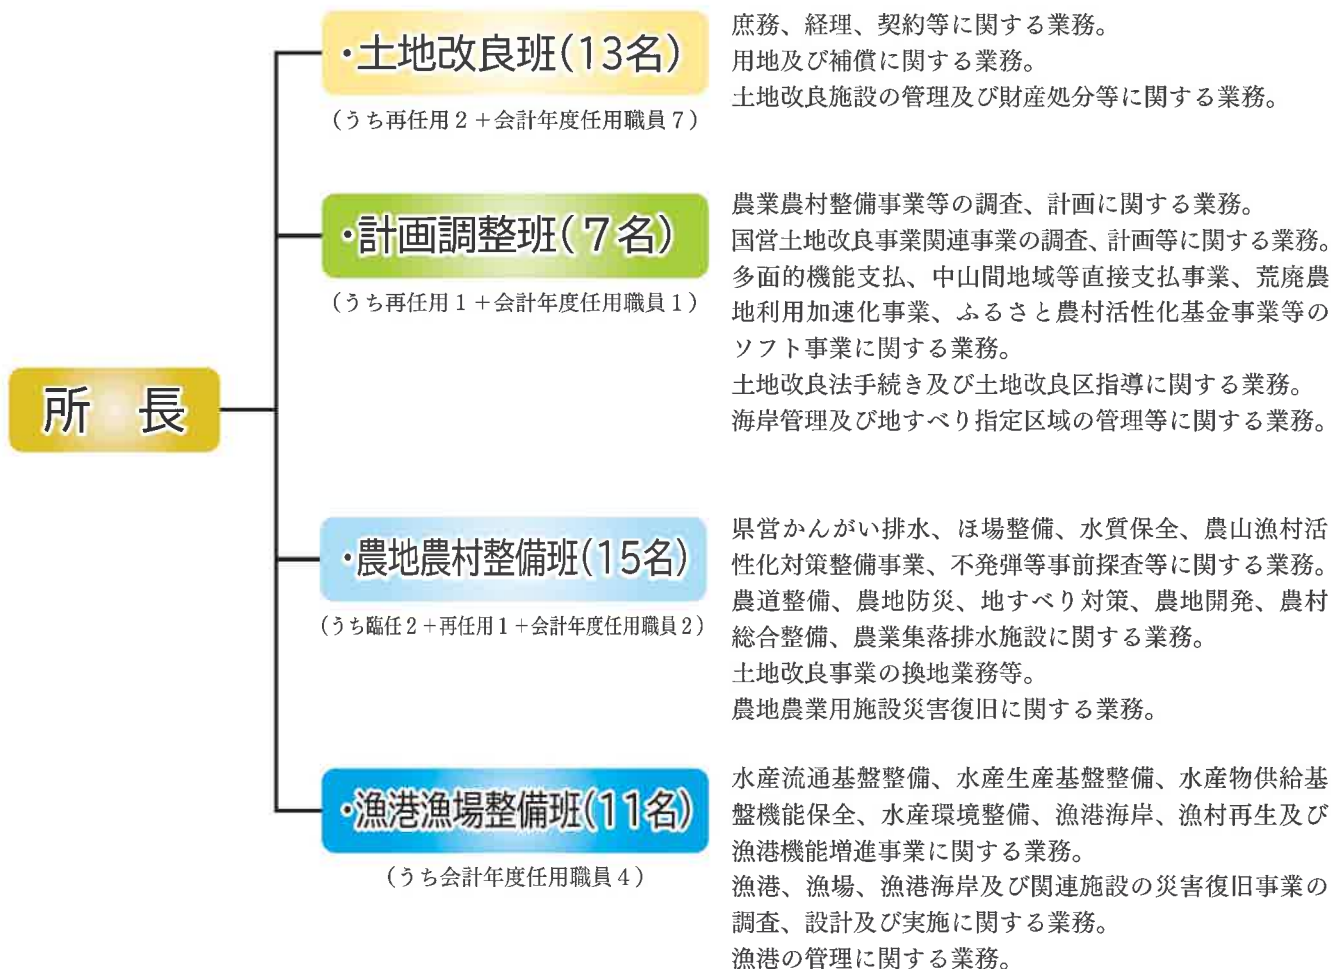 所　長
・土地改良班(13名)
(うち再任用2+会計年度任用職員7)
庶務、経理、契約等に関する業務。
用地及び補償に関する業務。
土地改良施設の管理及び財産処分等に関する業務。
・計画調整班(7名)
(うち再任用1+会計年度任用職員1)
農業農村整備事業等の調査、計画に関する業務。
国営土地改良事業関連事業の調査、計画等に関する業務。
多面的機能支払、中山間地域等直接支払事業、荒廃農
地利用加速化事業、ふるさと農村活性化基金事業等の
ソフト事業に関する業務。
土地改良法手続き及び土地改良区指導に関する業務。
海岸管理及び地すべり指定区域の管理等に関する業務。
・農地農村整備班(15名)
(うち臨任2+再任用1+会計年度任用職員2)
県営かんがい排水、ほ場整備、水質保全、農山漁村活
性化対策整備事業、不発弾等事前探査等に関する業務。
農道整備、農地防災、地すべり対策、農地開発、農村
総合整備、農業集落排水施設に関する業務。
土地改良事業の換地業務等。
農地農業用施設災害復旧に関する業務。
・漁港漁場整備班(11名)
(うち会計年度任用職員4)
水産流通基盤整備、水産生産基盤整備、水産物供給基
盤機能保全、水産環境整備、漁港海岸、漁村再生及び
漁港機能増進事業に関する業務。
漁港、漁場、漁港海岸及び関連施設の災害復旧事業の
調査、設計及び実施に関する業務。
漁港の管理に関する業務。